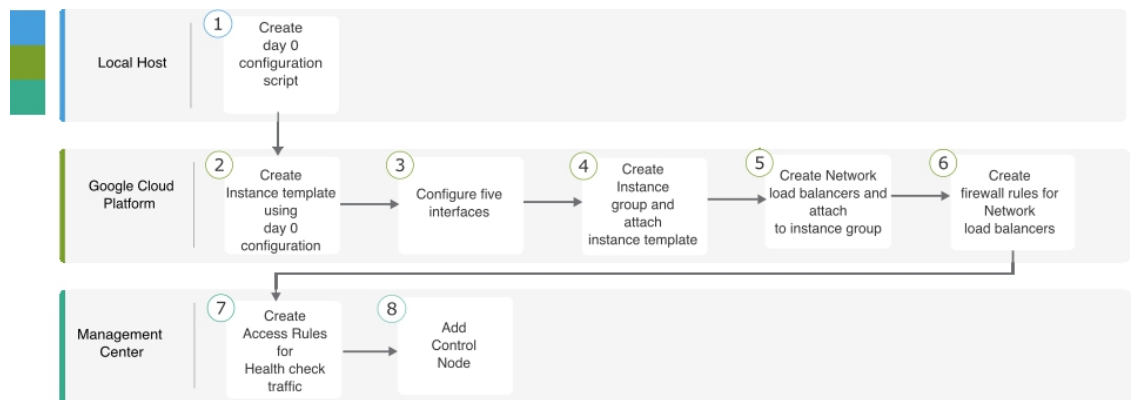 Local Host
1
Create
day 0
configuration
script
Google Cloud
Platform
2
Create
Instance template
using
day 0
configuration
3
Configure five
interfaces
4
Create
Instance
group and
attach
instance template
5
Create Network
load balancers and
attach
to instance group
6
Create
firewall rules for
Network
load balancers
Management
Center
7
Create
Access Rules
for
Health check
traffic
8
Add
Control
Node